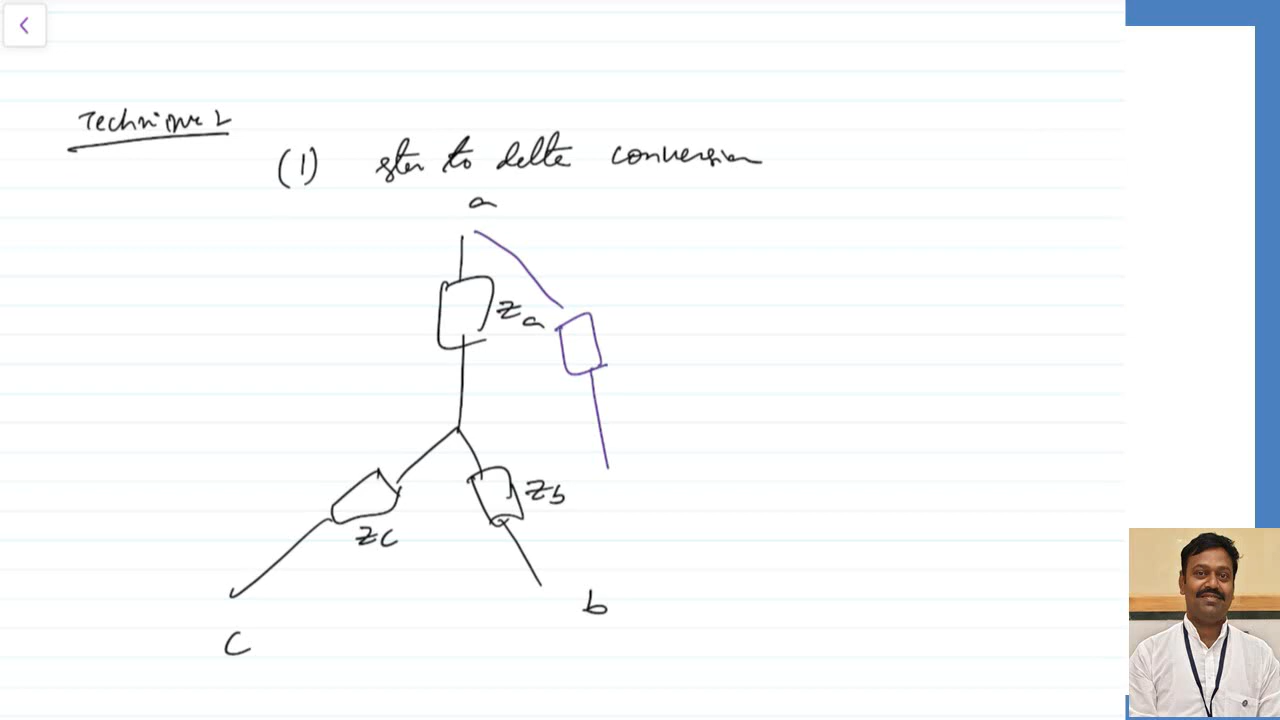 Technique 2
(1) star to delta conversion
a
Za
Zb
Zc
b
C